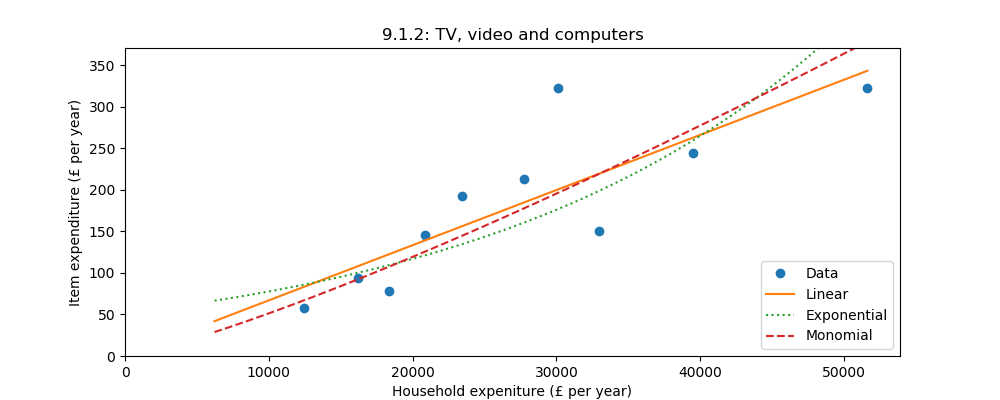 9.1.2: TV, video and computers
Item expenditure (£ per year)
350
300
250
200
150
100
50
0
0 10000 20000 30000 40000 50000
Household expeniture (£ per year)
Data
Linear
Exponential
Monomial